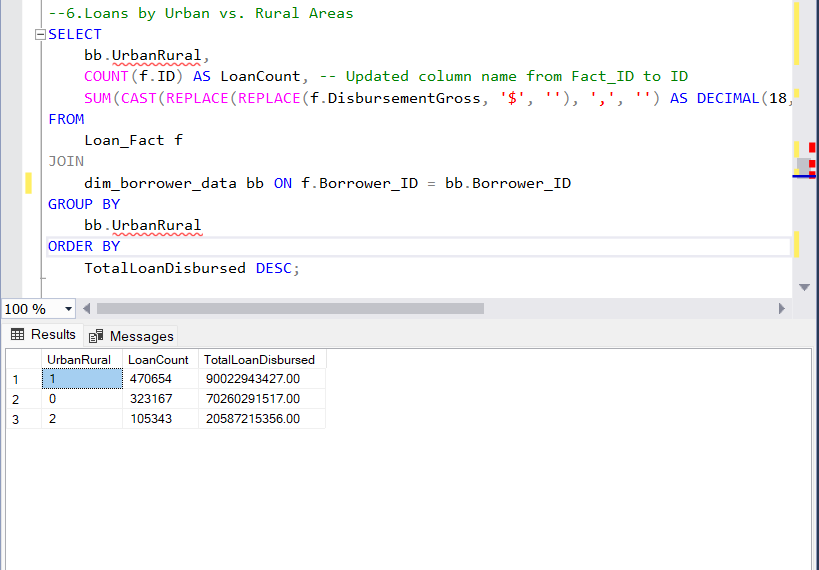 --6.Loans by Urban vs. Rural Areas
SELECT
bb.UrbanRural,
COUNT(f.ID) AS LoanCount, -- Updated column name from Fact_ID to ID
SUM(CAST(REPLACE(REPLACE(f.DisbursementGross, '$', ''), ',', '') AS DECIMAL(18,
FROM
Loan_Fact f
JOIN
dim_borrower_data bb ON f.Borrower_ID = bb.Borrower_ID
GROUP BY
bb.UrbanRural
ORDER BY
TotalLoanDisbursed DESC;
100 %
Results Messages
UrbanRural LoanCount TotalLoanDisbursed
1 1 470654 90022943427.00
2 0 323167 70260291517.00
3 2 105343 20587215356.00